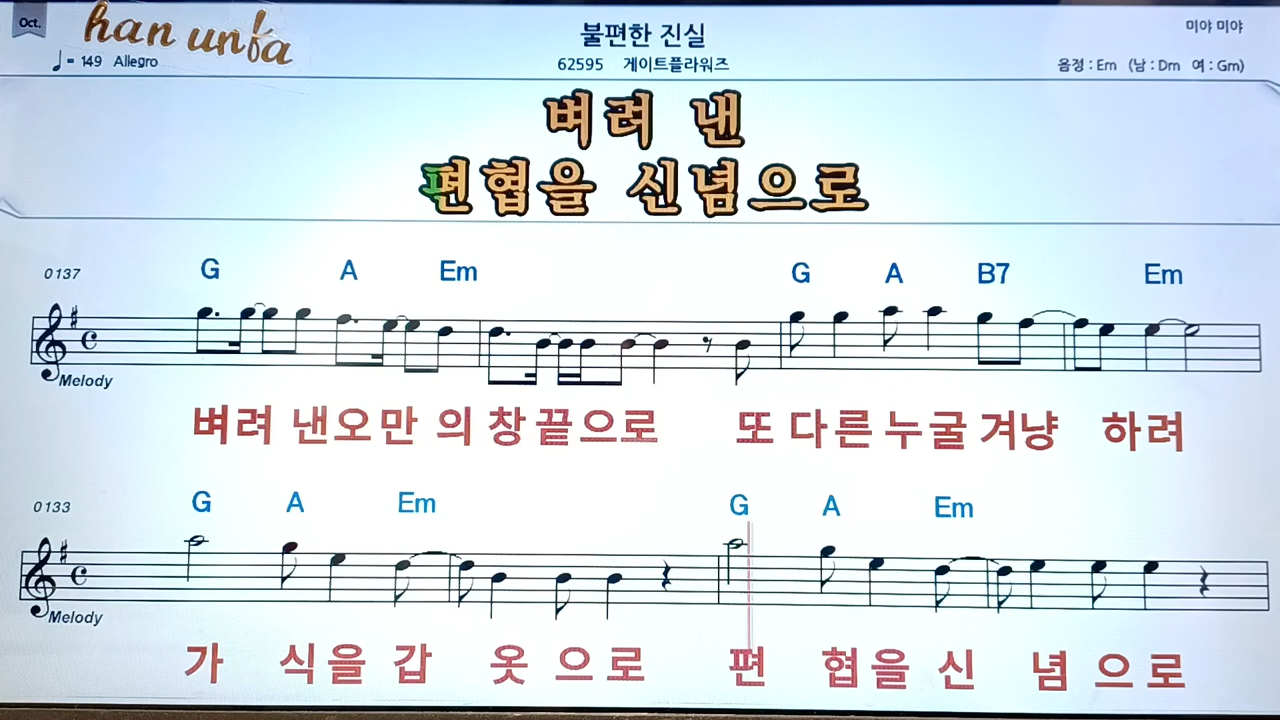 Oct.
han unfa
불편한 진실
미야 미야
♩= 149 Allegro
62595 게이트플라워즈
음정 : Em (남 : Dm 여 : Gm)
벼려 낸
편협을 신념으로
0137
G A Em G A B7 Em
Melody
벼려 낸오만 의 창끝으로 또 다른누굴겨냥 하려
0133
G A Em G A Em
Melody
가 식을 갑 옷 으로 편 협을 신 념 으로